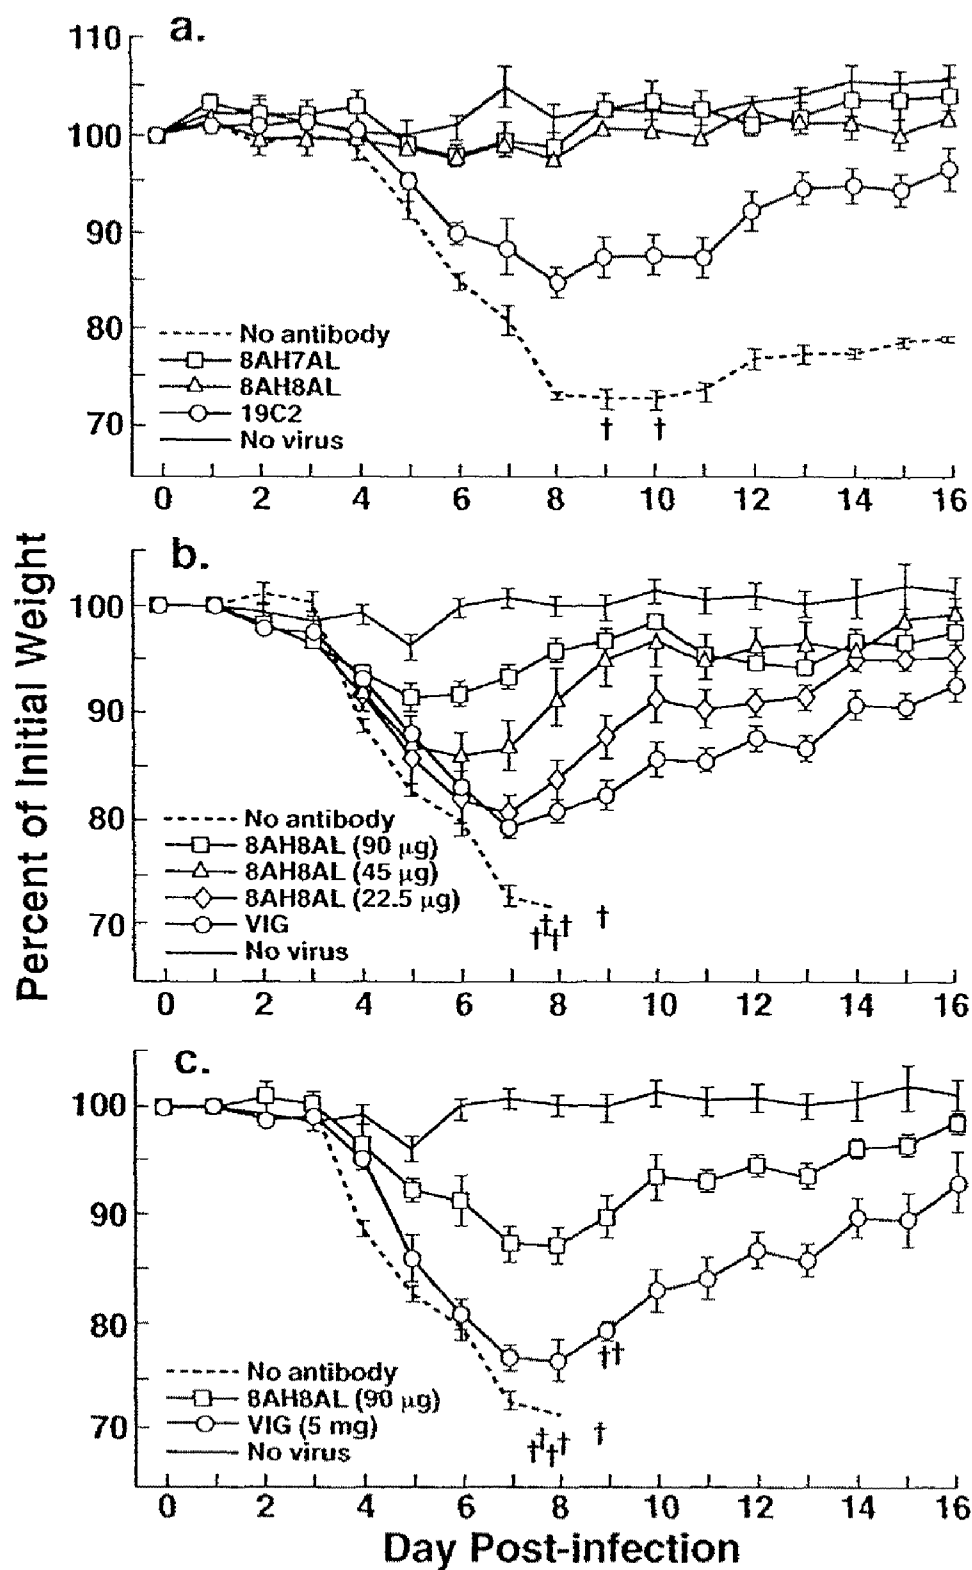 a.
110
100
90
80
70
No antibody
8AH7AL
8AH8AL
19C2
No virus
† †
0 2 4 6 8 10 12 14 16
Percent of Initial Weight
b.
100
90
80
70
No antibody
8AH8AL (90 μg)
8AH8AL (45 μg)
8AH8AL (22.5 μg)
VIG
No virus
† † † † †
0 2 4 6 8 10 12 14 16
c.
100
90
80
70
No antibody
8AH8AL (90 μg)
VIG (5 mg)
No virus
† †
† † † † †
0 2 4 6 8 10 12 14 16
Day Post-infection